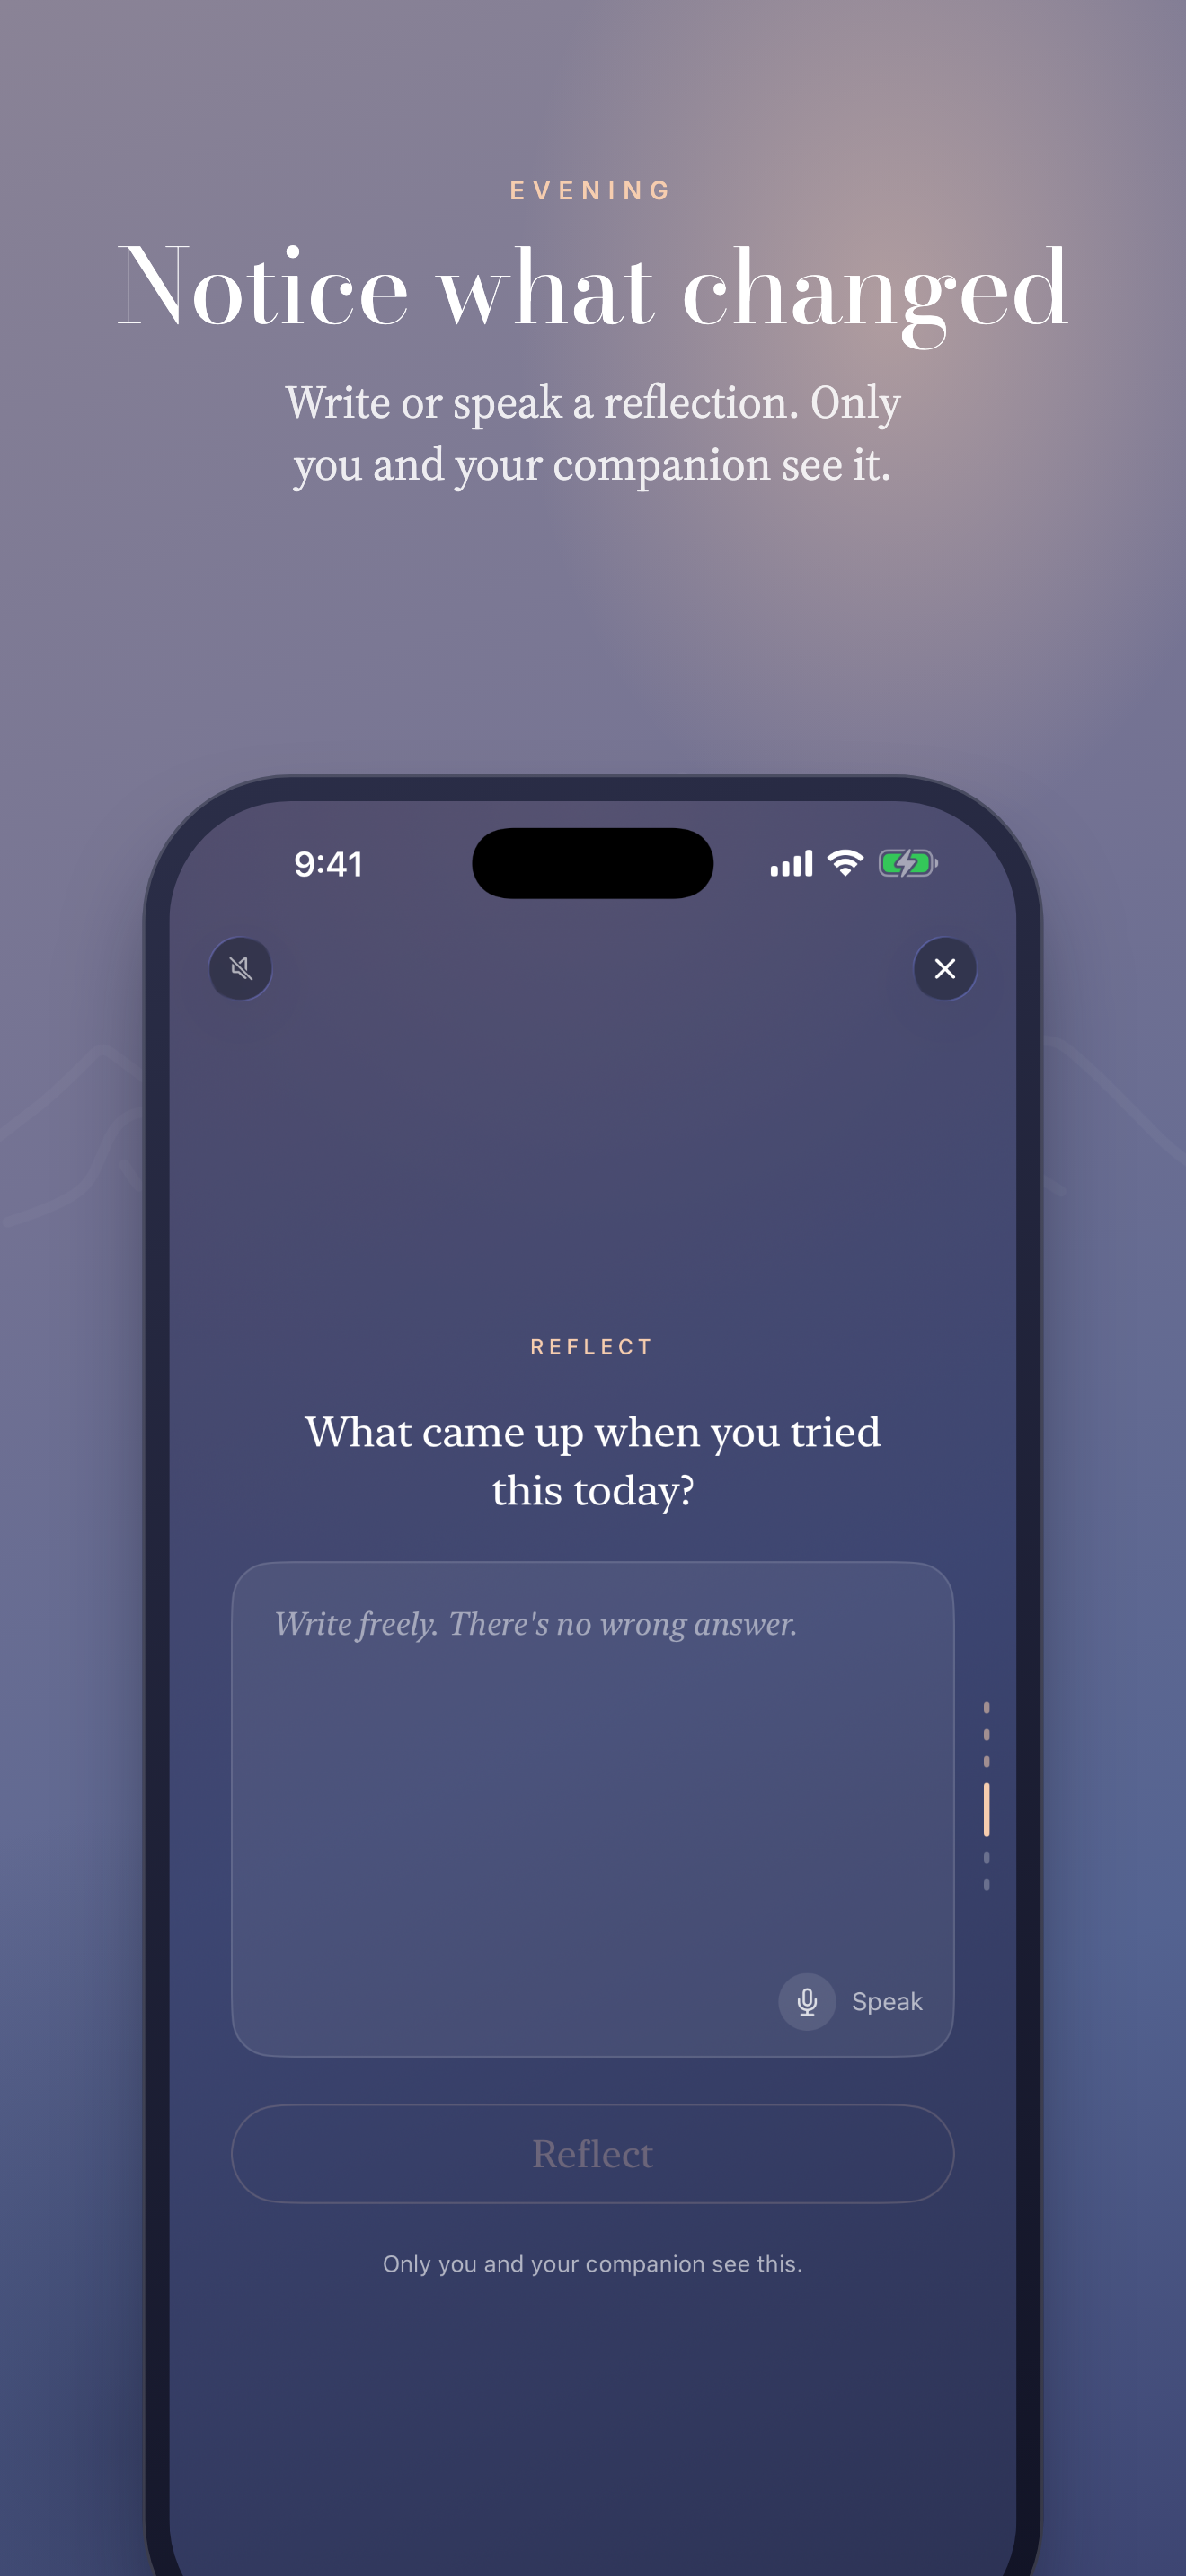 EVENING
Notice what changed
Write or speak a reflection. Only
you and your companion see it.
9:41
REFLECT
What came up when you tried
this today?
Write freely. There's no wrong answer.
Speak
Reflect
Only you and your companion see this.